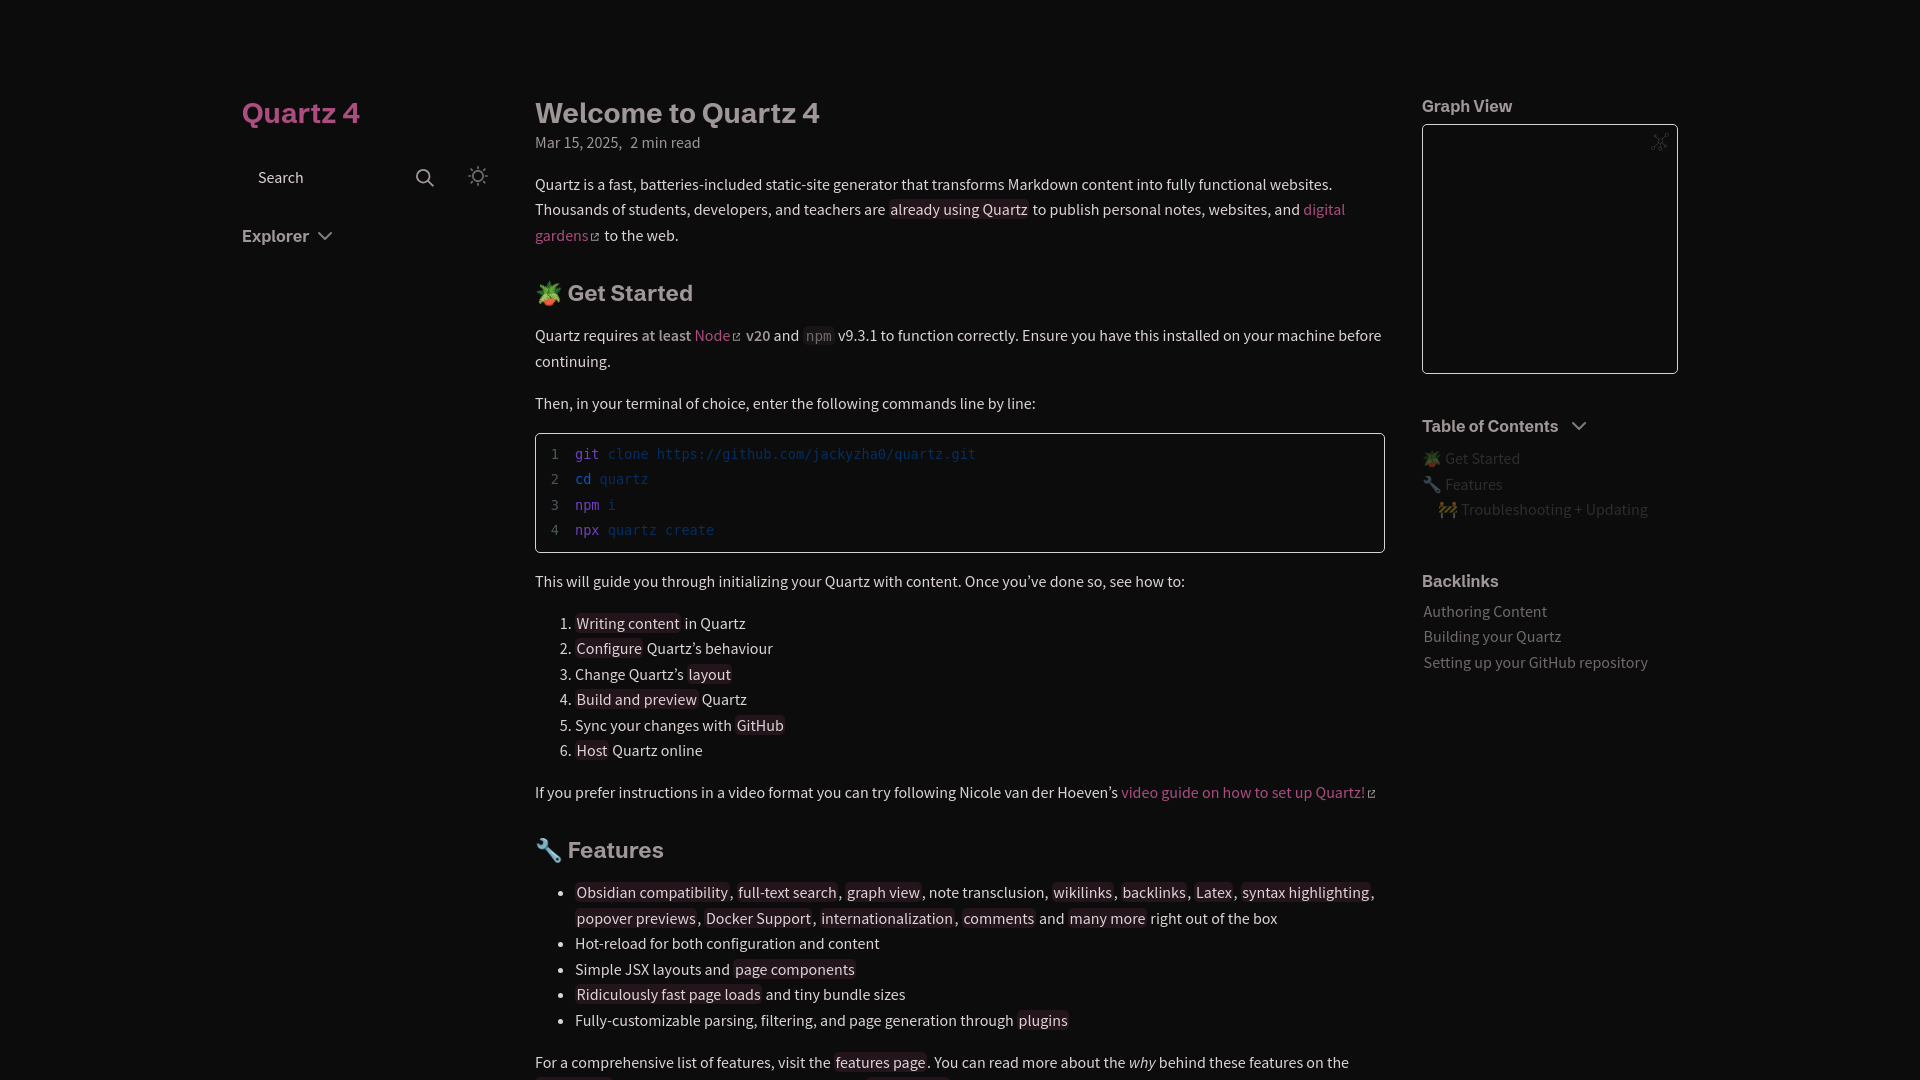 Quartz 4
Search
Explorer
Welcome to Quartz 4
Mar 15, 2025, 2 min read
Quartz is a fast, batteries-included static-site generator that transforms Markdown content into fully functional websites.
Thousands of students, developers, and teachers are already using Quartz to publish personal notes, websites, and digital
gardens to the web.
🪴 Get Started
Quartz requires at least Node v20 and npm v9.3.1 to function correctly. Ensure you have this installed on your machine before
continuing.
Then, in your terminal of choice, enter the following commands line by line:
1 git clone https://github.com/jackyzha0/quartz.git
2 cd quartz
3 npm i
4 npx quartz create
This will guide you through initializing your Quartz with content. Once you’ve done so, see how to:
1. Writing content in Quartz
2. Configure Quartz’s behaviour
3. Change Quartz’s layout
4. Build and preview Quartz
5. Sync your changes with GitHub
6. Host Quartz online
If you prefer instructions in a video format you can try following Nicole van der Hoeven’s video guide on how to set up Quartz!
🔧 Features
• Obsidian compatibility, full-text search, graph view, note transclusion, wikilinks, backlinks, Latex, syntax highlighting,
popover previews, Docker Support, internationalization, comments and many more right out of the box
• Hot-reload for both configuration and content
• Simple JSX layouts and page components
• Ridiculously fast page loads and tiny bundle sizes
• Fully-customizable parsing, filtering, and page generation through plugins
For a comprehensive list of features, visit the features page. You can read more about the why behind these features on the
Graph View
Table of Contents
🪴 Get Started
🔧 Features
🚧 Troubleshooting + Updating
Backlinks
Authoring Content
Building your Quartz
Setting up your GitHub repository